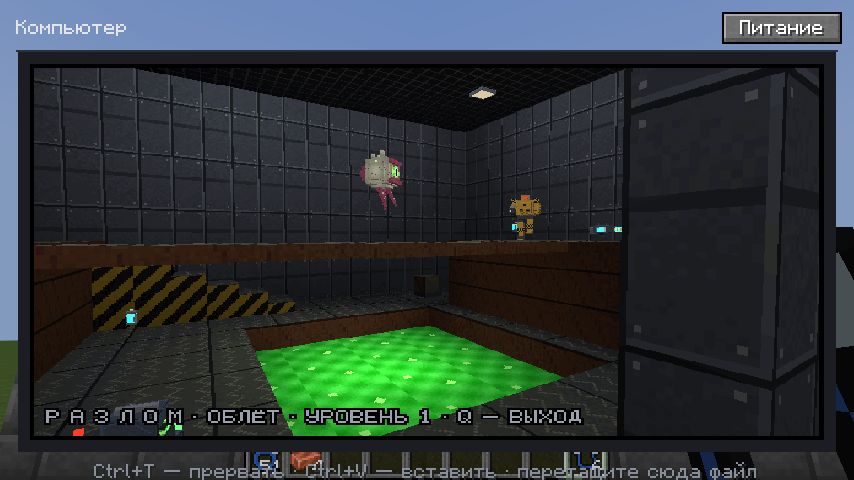 Компьютер
Питание
Р А З Л О М · ОБЛЁТ · УРОВЕНЬ 1 · Q — ВЫХОД
Ctrl+T — прервать · Ctrl+V — вставить · перетащите сюда файл